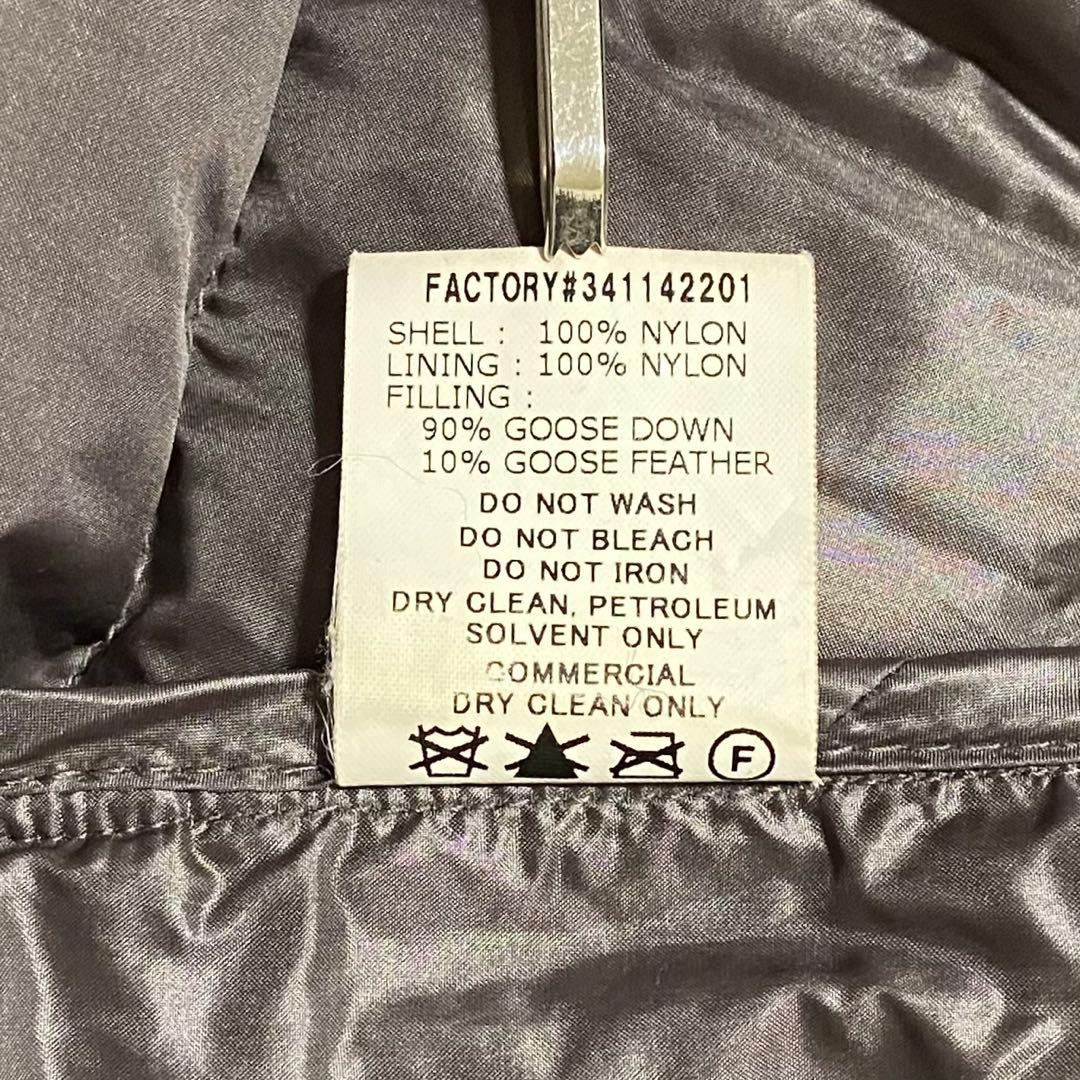 FACTORY#341142201
SHELL : 100% NYLON
LINING : 100% NYLON
FILLING :
90% GOOSE DOWN
10% GOOSE FEATHER
DO NOT WASH
DO NOT BLEACH
DO NOT IRON
DRY CLEAN, PETROLEUM
SOLVENT ONLY
COMMERCIAL
DRY CLEAN ONLY
F